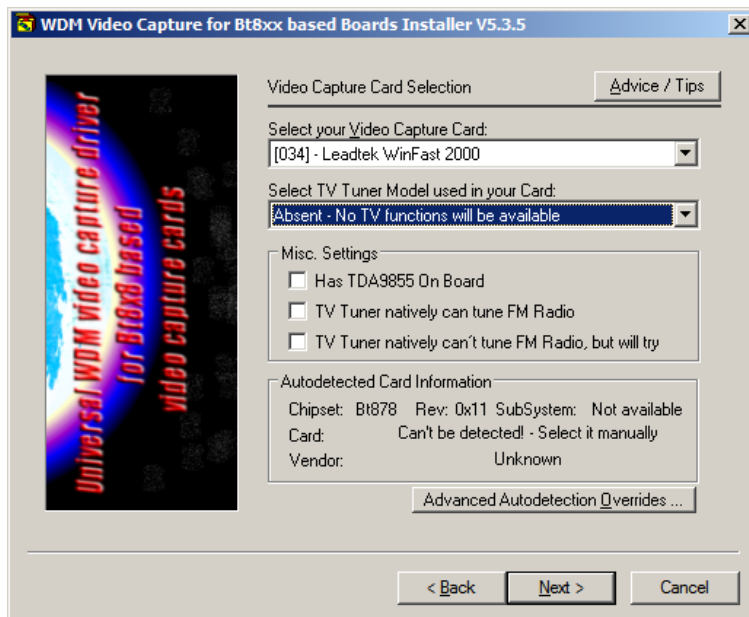 WDM Video Capture for Bt8xx based Boards Installer V5.3.5
Universal WDM video capture driver
for Bt8x8 based
video capture cards
Video Capture Card Selection
Advice / Tips
Select your Video Capture Card:
[034] - Leadtek WinFast 2000
Select TV Tuner Model used in your Card:
Absent - No TV functions will be available
Misc. Settings
Has TDA9855 On Board
TV Tuner natively can tune FM Radio
TV Tuner natively can´t tune FM Radio, but will try
Autodetected Card Information
Chipset: Bt878 Rev: 0x11 SubSystem: Not available
Card: Can't be detected! - Select it manually
Vendor: Unknown
Advanced Autodetection Overrides ...
< Back
Next >
Cancel